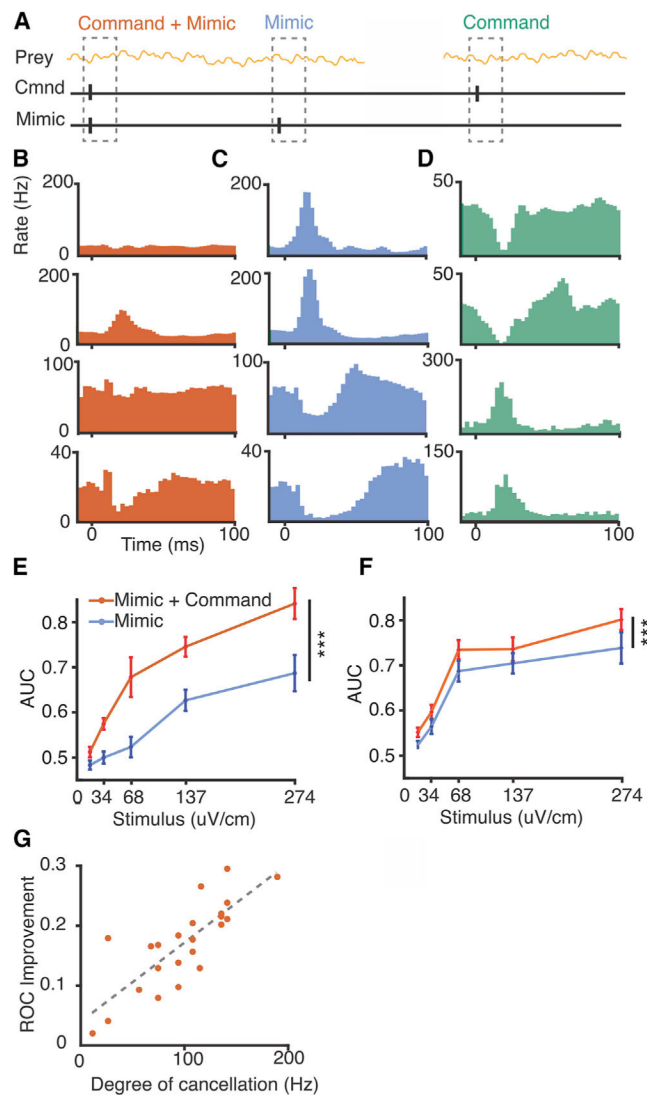 A
Command + Mimic Mimic Command
Prey
Cmnd
Mimic
B C D
Rate (Hz)
200 200 50
0 0 0
200 200 50
0 0 0
100 100 300
0 0 0
40 40 150
0 0 0
0 100 0 100 0 100
Time (ms)
E F
Mimic + Command
Mimic
AUC
0.8
0.7
0.6
0.5
***
0 34 68 137 274
Stimulus (uV/cm)
AUC
0.8
0.7
0.6
0.5
***
0 34 68 137 274
Stimulus (uV/cm)
G
ROC Improvement
0.3
0.2
0.1
0
0 100 200
Degree of cancellation (Hz)